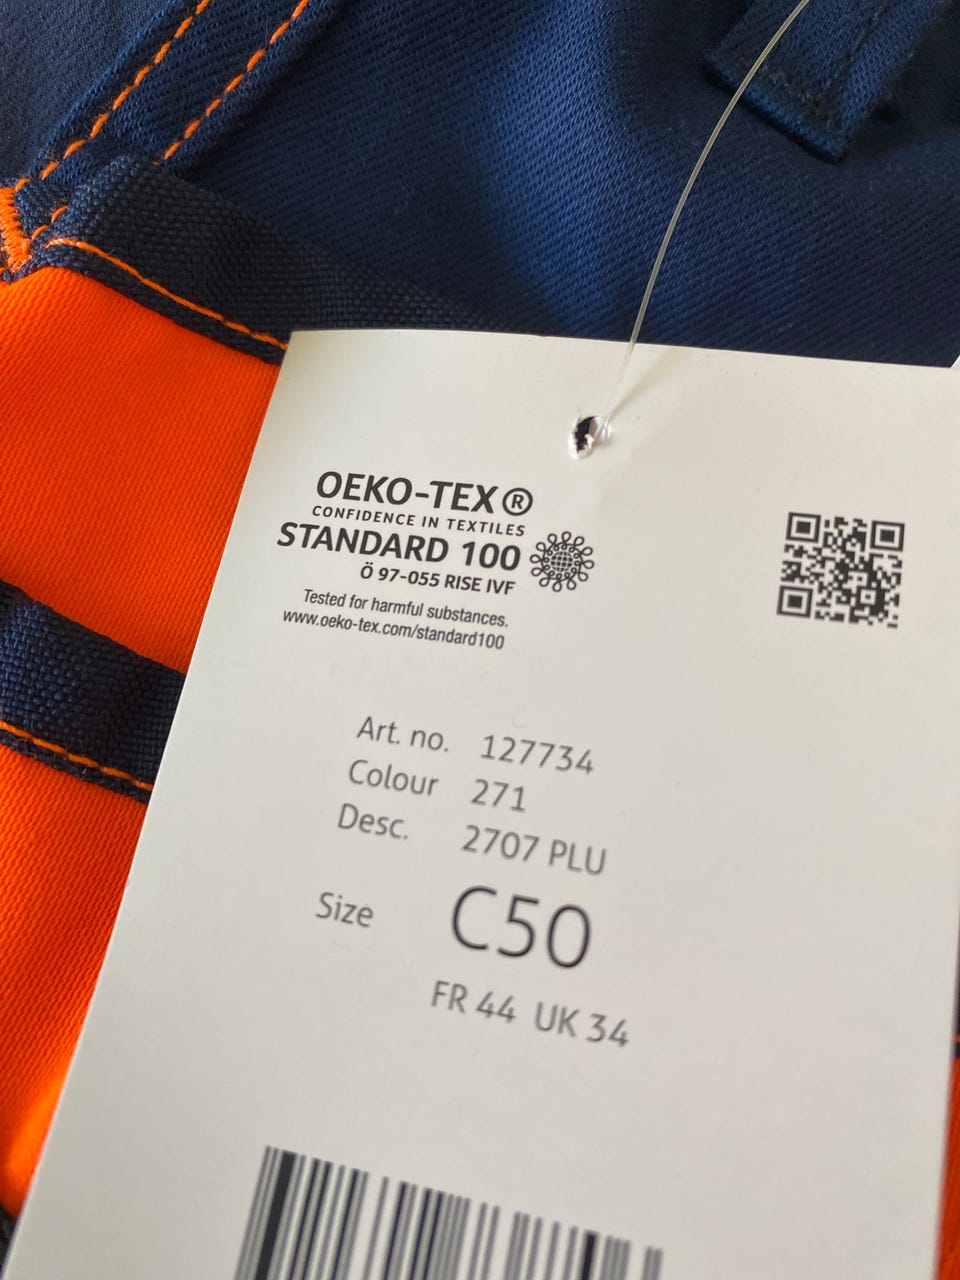 OEKO-TEX®
CONFIDENCE IN TEXTILES
STANDARD 100
Ö 97-055 RISE IVF
Tested for harmful substances.
www.oeko-tex.com/standard100
Art. no. 127734
Colour 271
Desc. 2707 PLU
Size C50
FR 44 UK 34